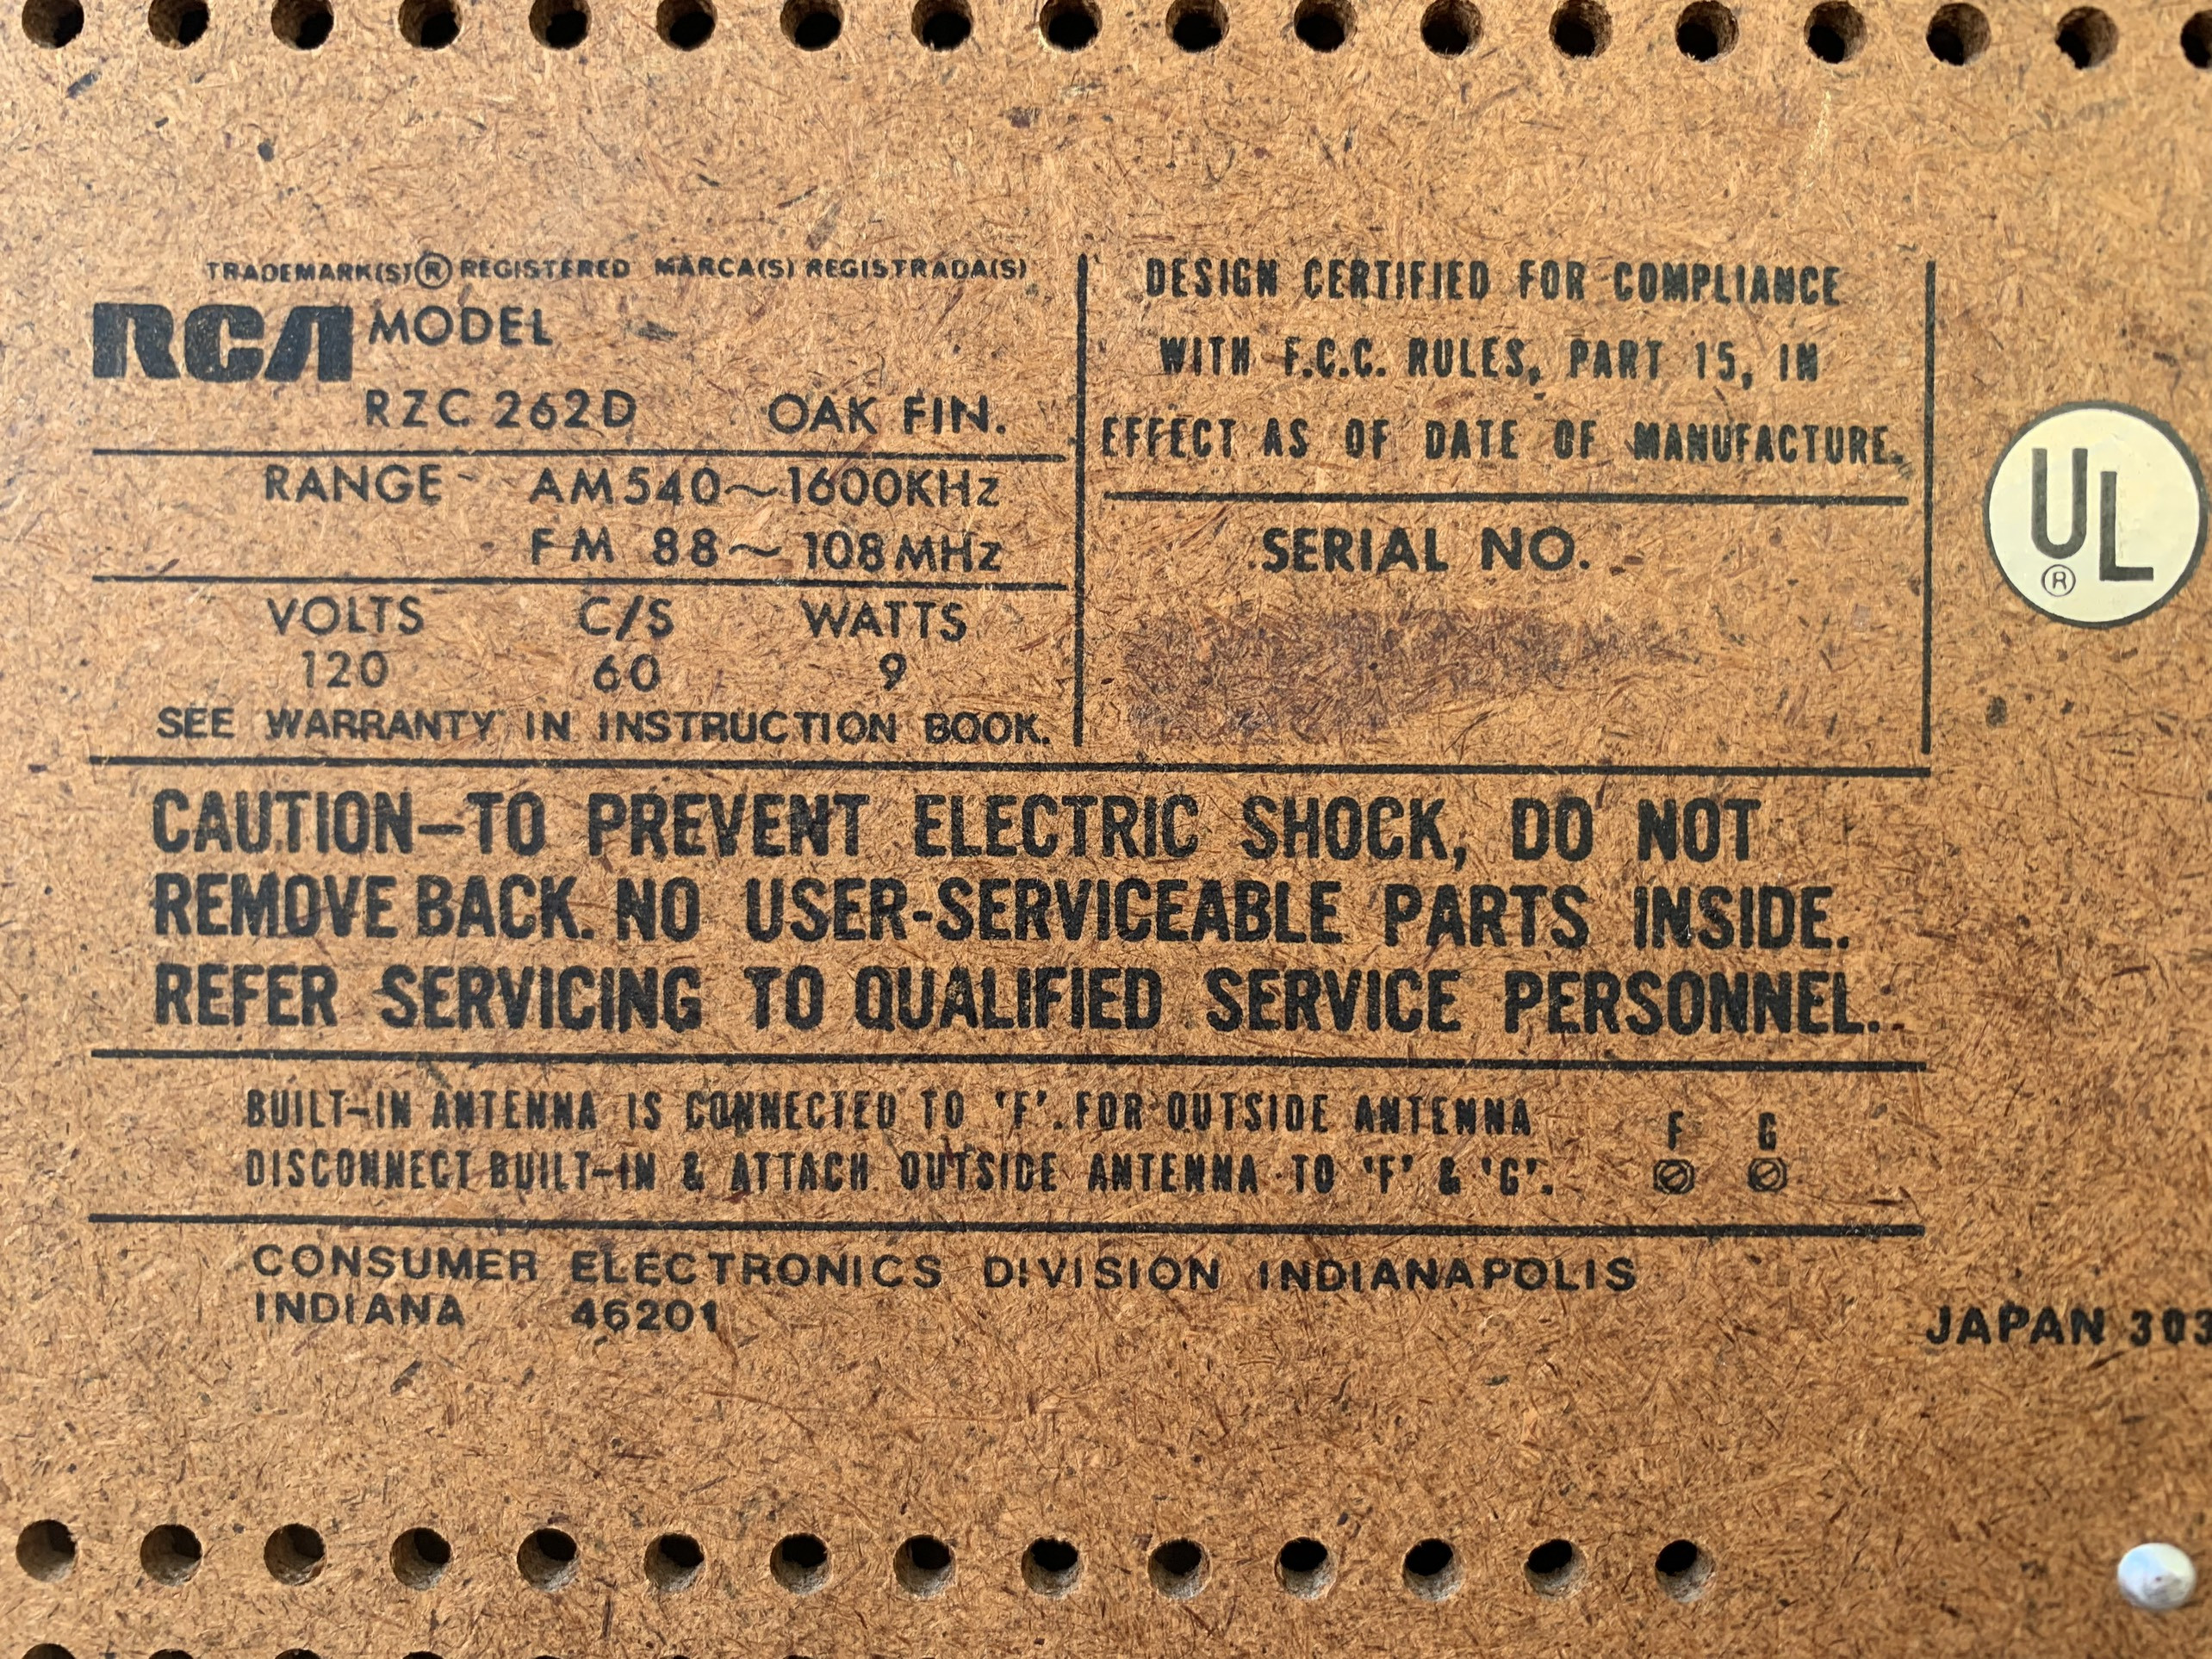 TRADEMARK(S)® REGISTERED MARCA(S) REGISTRADA(S)
RCA MODEL
RZC 262D OAK FIN.
RANGE AM 540~1600KHz
FM 88~108MHz
VOLTS C/S WATTS
120 60 9
SEE WARRANTY IN INSTRUCTION BOOK.
DESIGN CERTIFIED FOR COMPLIANCE
WITH F.C.C. RULES, PART 15, IN
EFFECT AS OF DATE OF MANUFACTURE.
SERIAL NO.
UL
®
CAUTION-TO PREVENT ELECTRIC SHOCK, DO NOT
REMOVE BACK. NO USER-SERVICEABLE PARTS INSIDE.
REFER SERVICING TO QUALIFIED SERVICE PERSONNEL.
BUILT-IN ANTENNA IS CONNECTED TO 'F'. FOR OUTSIDE ANTENNA
DISCONNECT BUILT-IN & ATTACH OUTSIDE ANTENNA TO 'F' & 'G'.
F G
CONSUMER ELECTRONICS DIVISION INDIANAPOLIS
INDIANA 46201
JAPAN 303